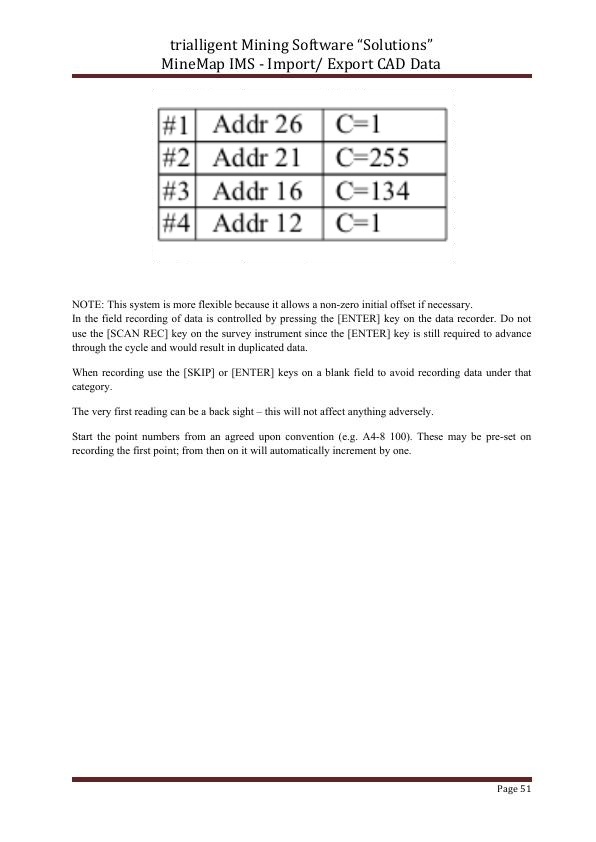 trialligent Mining Software “Solutions”
MineMap IMS - Import/ Export CAD Data
#1 Addr 26 C=1
#2 Addr 21 C=255
#3 Addr 16 C=134
#4 Addr 12 C=1
NOTE: This system is more flexible because it allows a non-zero initial offset if necessary.
In the field recording of data is controlled by pressing the [ENTER] key on the data recorder. Do not
use the [SCAN REC] key on the survey instrument since the [ENTER] key is still required to advance
through the cycle and would result in duplicated data.
When recording use the [SKIP] or [ENTER] keys on a blank field to avoid recording data under that
category.
The very first reading can be a back sight – this will not affect anything adversely.
Start the point numbers from an agreed upon convention (e.g. A4-8 100). These may be pre-set on
recording the first point; from then on it will automatically increment by one.
Page 51